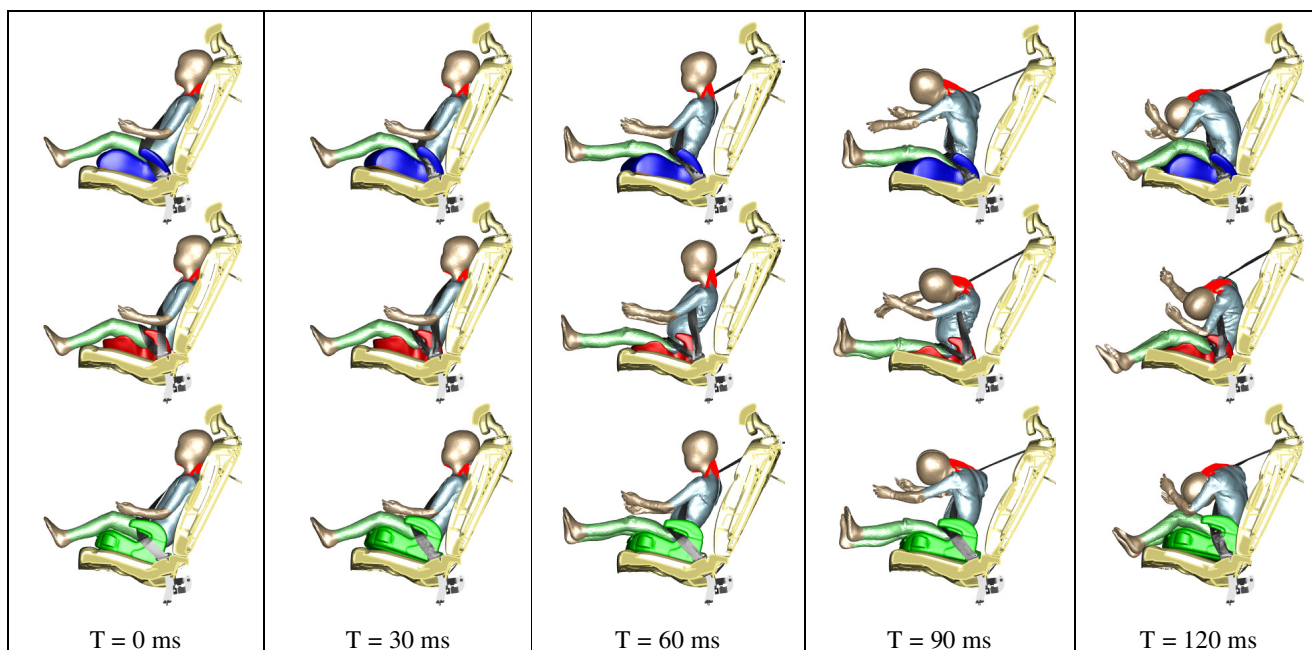 T = 0 ms
T = 30 ms
T = 60 ms
T = 90 ms
T = 120 ms